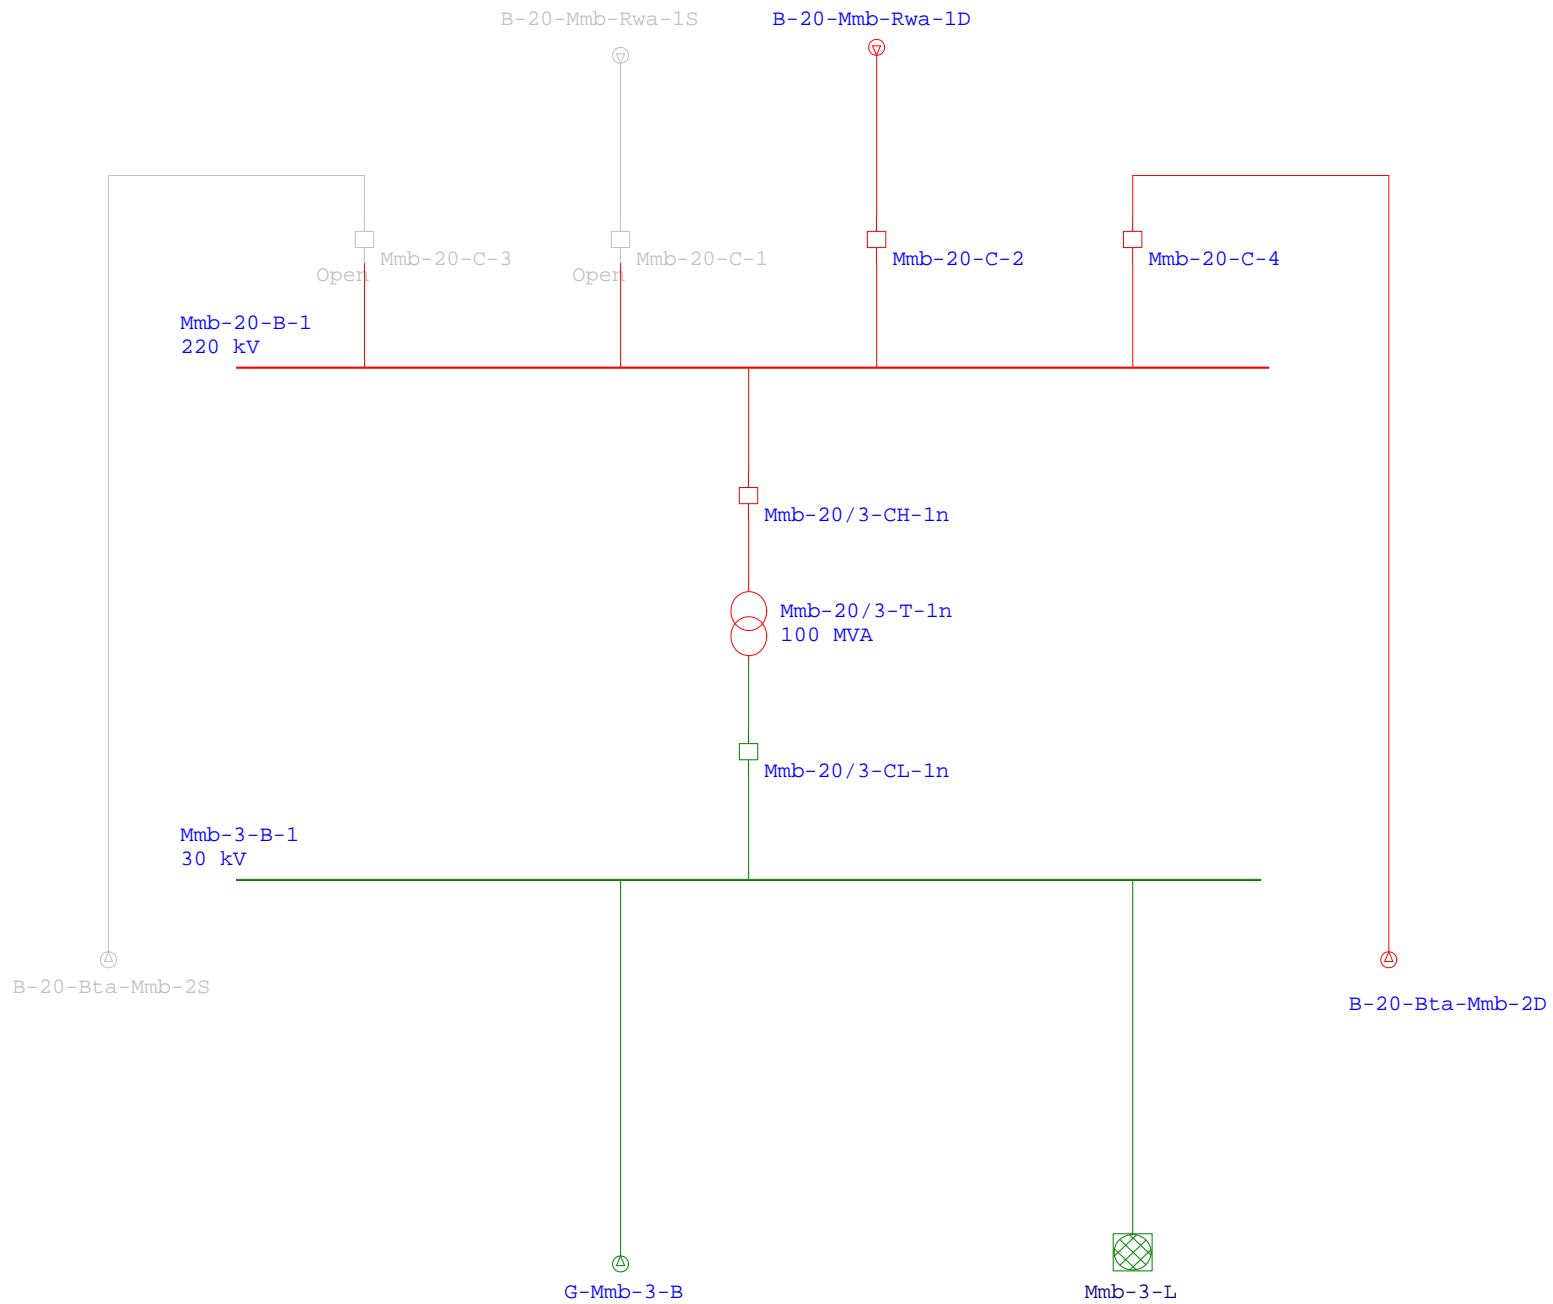 B-20-Mmb-Rwa-1S
B-20-Mmb-Rwa-1D
Mmb-20-C-3
Open
Mmb-20-C-1
Open
Mmb-20-C-2
Mmb-20-C-4
Mmb-20-B-1
220 kV
Mmb-20/3-CH-1n
Mmb-20/3-T-1n
100 MVA
Mmb-20/3-CL-1n
Mmb-3-B-1
30 kV
B-20-Bta-Mmb-2S
B-20-Bta-Mmb-2D
G-Mmb-3-B
Mmb-3-L